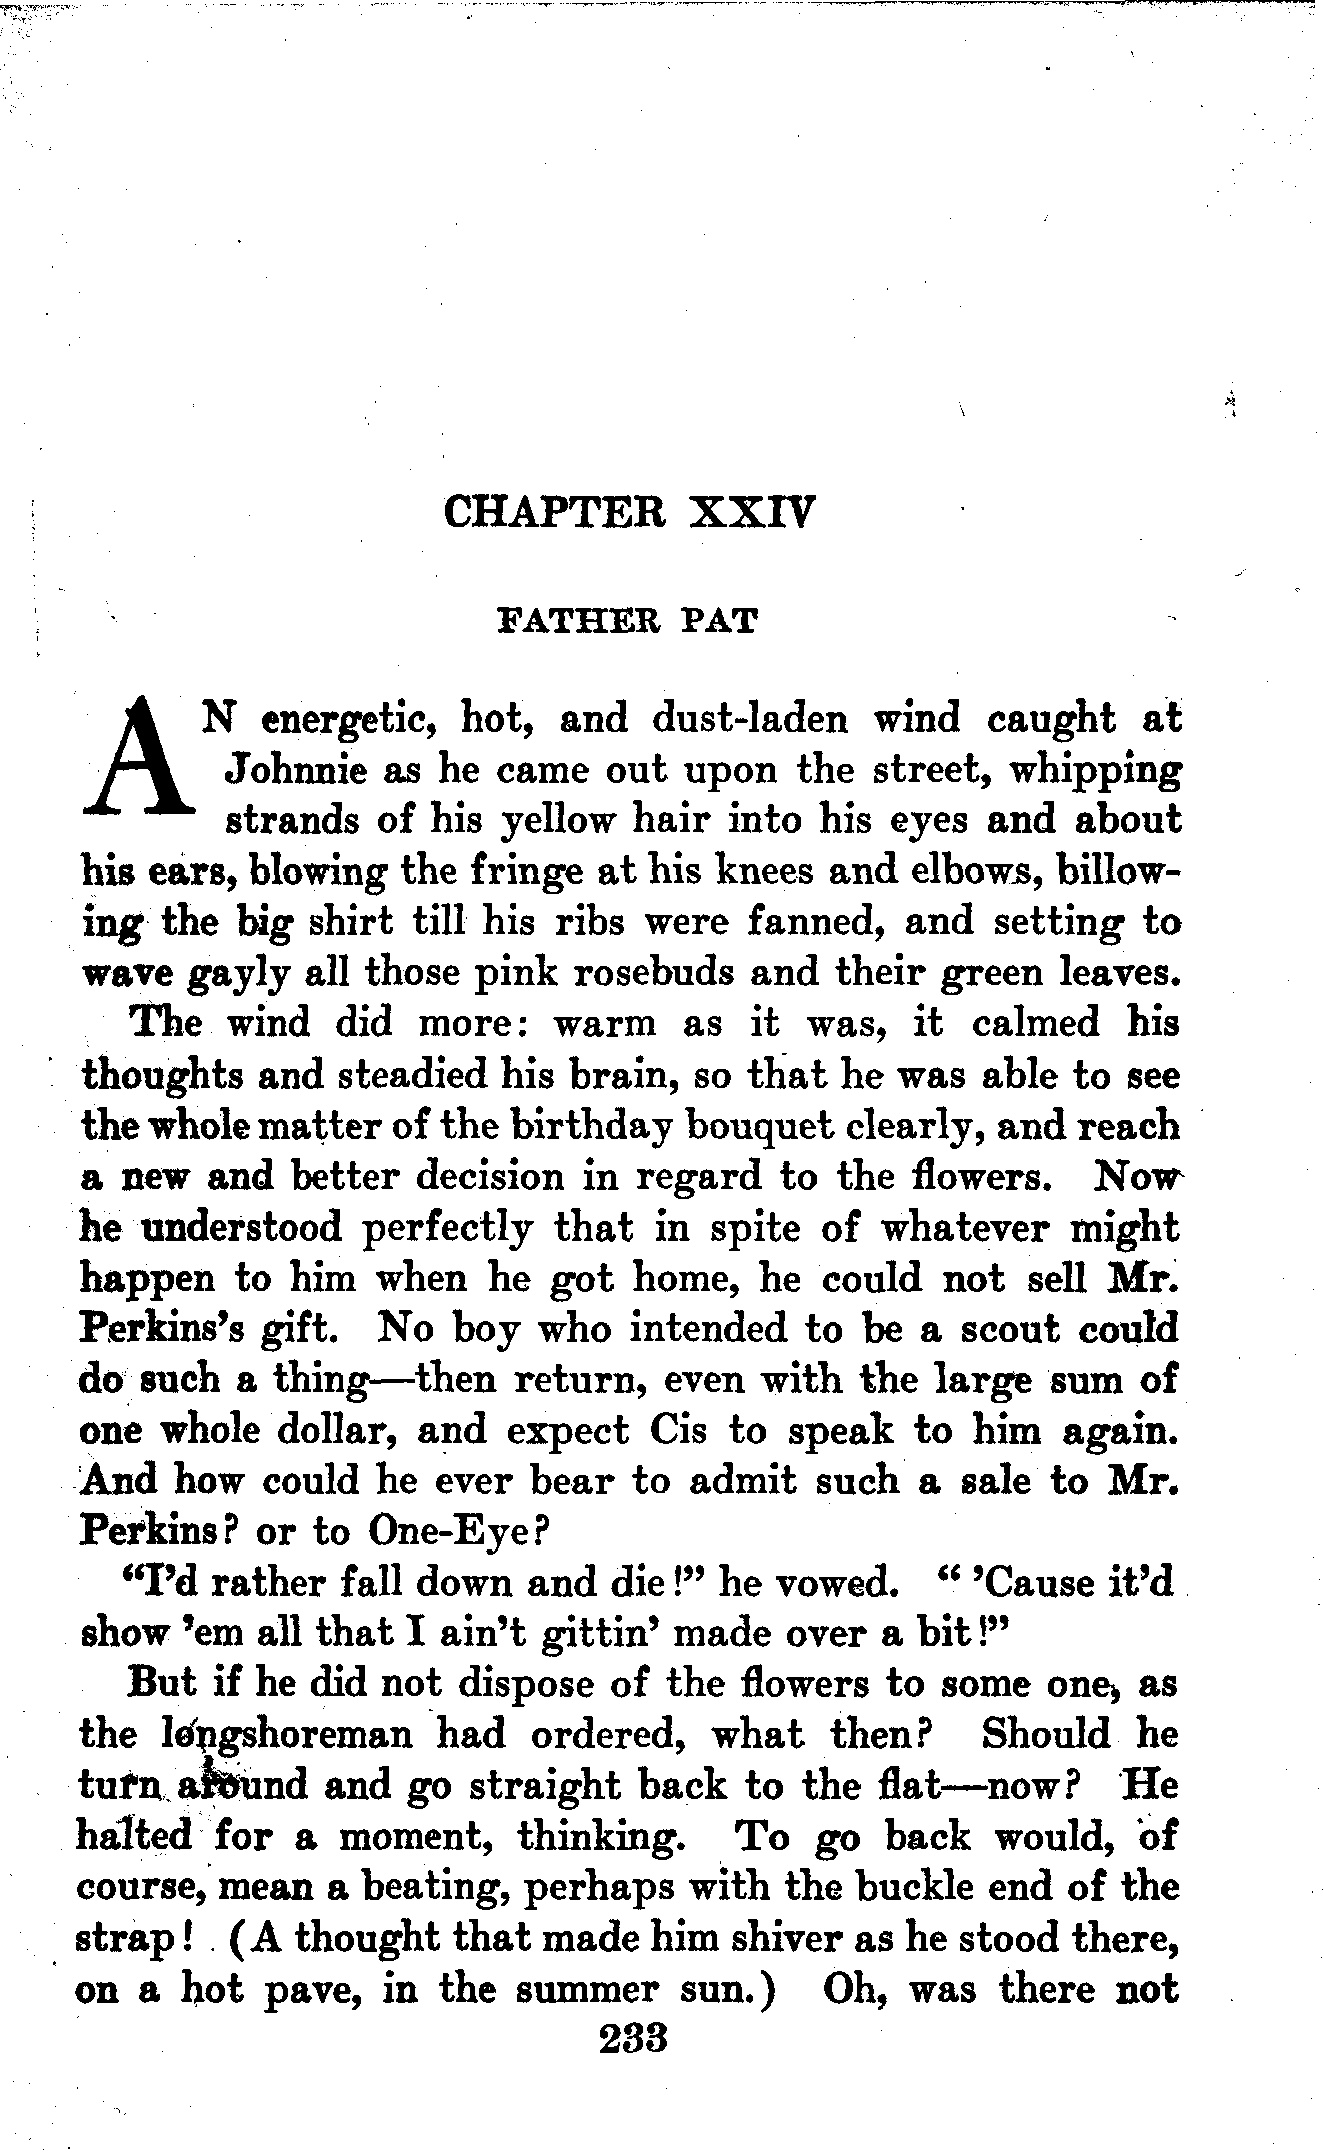 CHAPTER XXIV
FATHER PAT
AN energetic, hot, and dust-laden wind caught at
Johnnie as he came out upon the street, whipping
strands of his yellow hair into his eyes and about
his ears, blowing the fringe at his knees and elbows, billow-
ing the big shirt till his ribs were fanned, and setting to
wave gayly all those pink rosebuds and their green leaves.
The wind did more: warm as it was, it calmed his
thoughts and steadied his brain, so that he was able to see
the whole matter of the birthday bouquet clearly, and reach
a new and better decision in regard to the flowers. Now
he understood perfectly that in spite of whatever might
happen to him when he got home, he could not sell Mr.
Perkins's gift. No boy who intended to be a scout could
do such a thing—then return, even with the large sum of
one whole dollar, and expect Cis to speak to him again.
And how could he ever bear to admit such a sale to Mr.
Perkins? or to One-Eye?
"I'd rather fall down and die!" he vowed. " 'Cause it'd
show 'em all that I ain't gittin' made over a bit!"
But if he did not dispose of the flowers to some one, as
the longshoreman had ordered, what then? Should he
turn around and go straight back to the flat—now? He
halted for a moment, thinking. To go back would, of
course, mean a beating, perhaps with the buckle end of the
strap! (A thought that made him shiver as he stood there,
on a hot pave, in the summer sun.) Oh, was there not
233